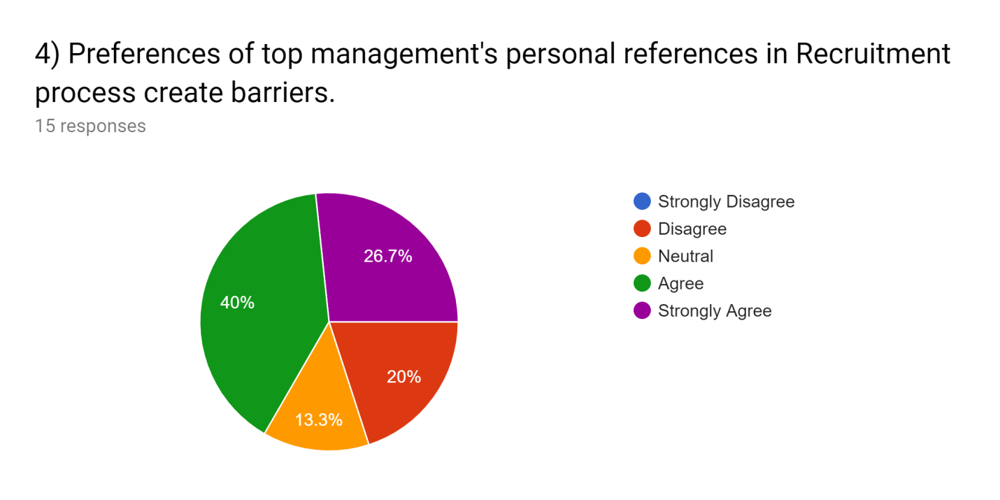 4) Preferences of top management's personal references in Recruitment
process create barriers.
15 responses
26.7%
40%
20%
13.3%
Strongly Disagree
Disagree
Neutral
Agree
Strongly Agree